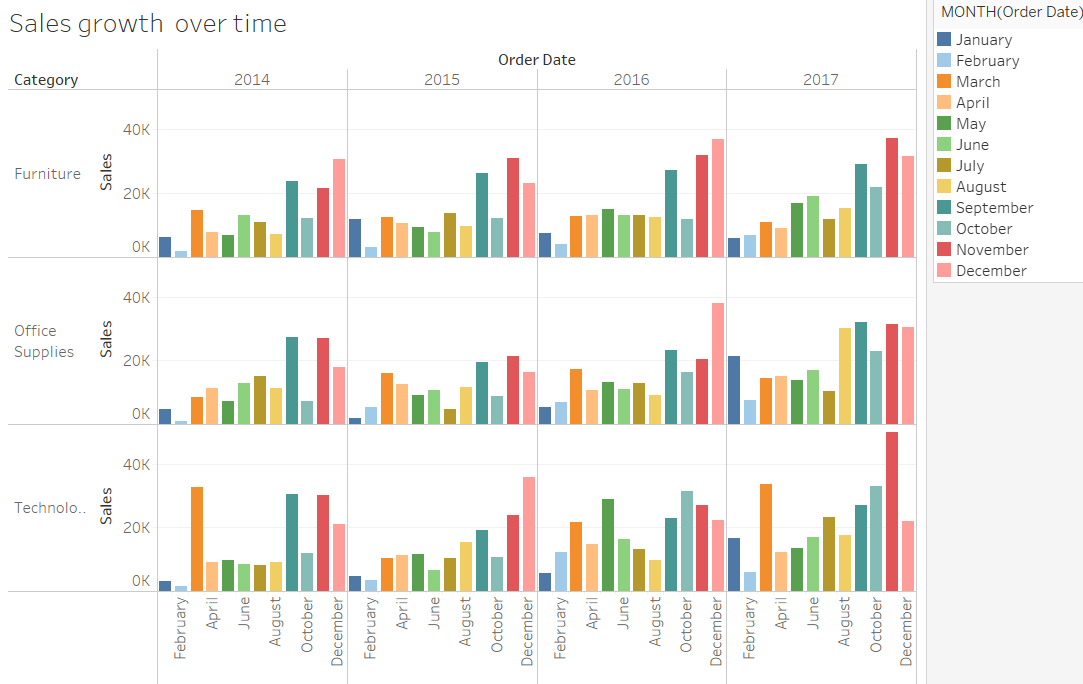 Sales growth over time
Order Date
Category
2014
2015
2016
2017
Furniture
Sales
40K
20K
0K
Office
Supplies
Sales
40K
20K
0K
Technolo..
Sales
40K
20K
0K
February
April
June
August
October
December
February
April
June
August
October
December
February
April
June
August
October
December
February
April
June
August
October
December
MONTH(Order Date)
January
February
March
April
May
June
July
August
September
October
November
December